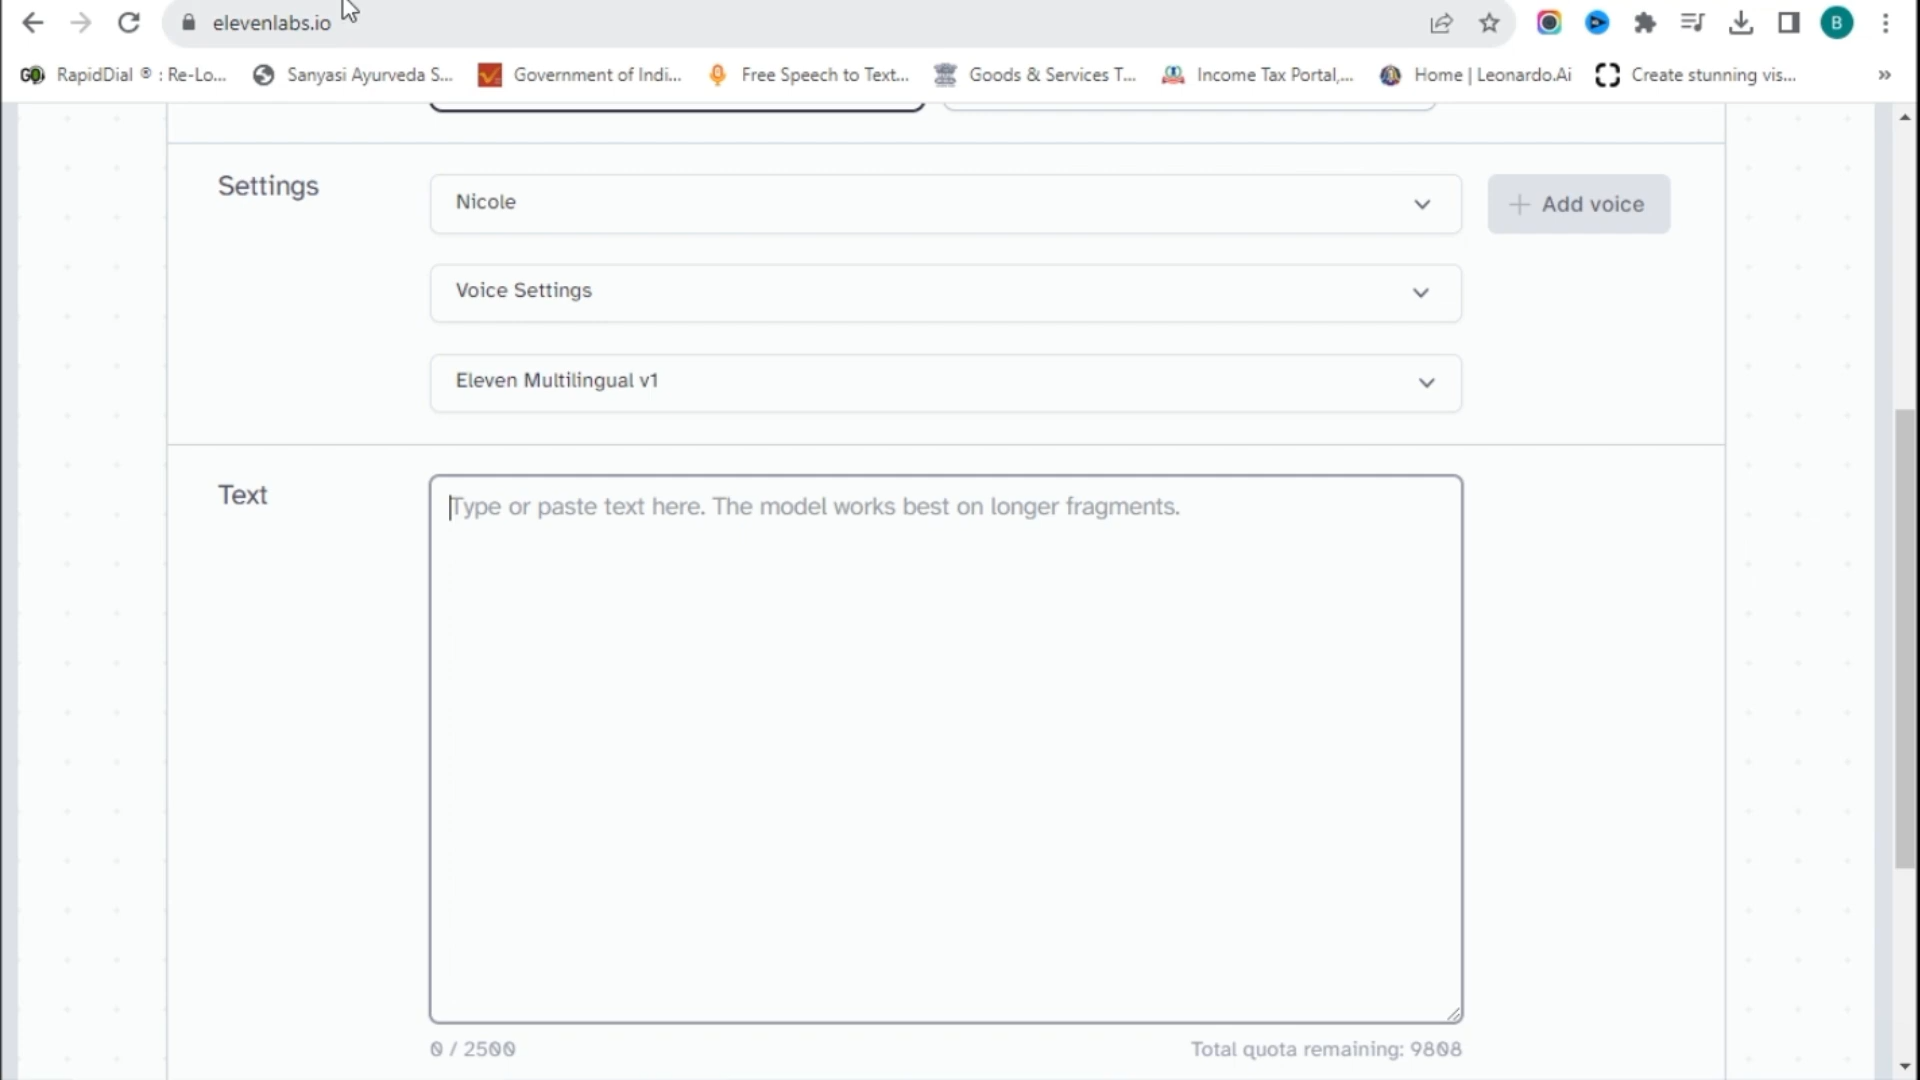 elevenlabs.io
B
GO RapidDial ® : Re-Lo... Sanyasi Ayurveda S... Government of Indi... Free Speech to Text... Goods & Services T... Income Tax Portal,... Home | Leonardo.Ai Create stunning vis... »
Settings
Nicole
+ Add voice
Voice Settings
Eleven Multilingual v1
Text
Type or paste text here. The model works best on longer fragments.
0 / 2500
Total quota remaining: 9808